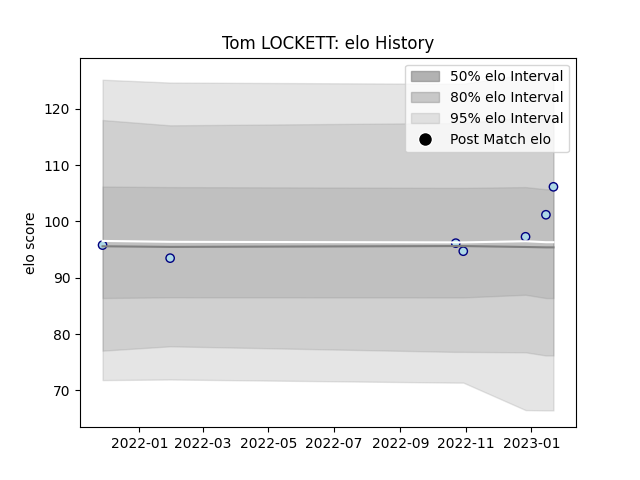 Tom LOCKETT: elo History
50% elo Interval
80% elo Interval
95% elo Interval
Post Match elo
elo score
120
110
100
90
80
70
2022-01 2022-03 2022-05 2022-07 2022-09 2022-11 2023-01